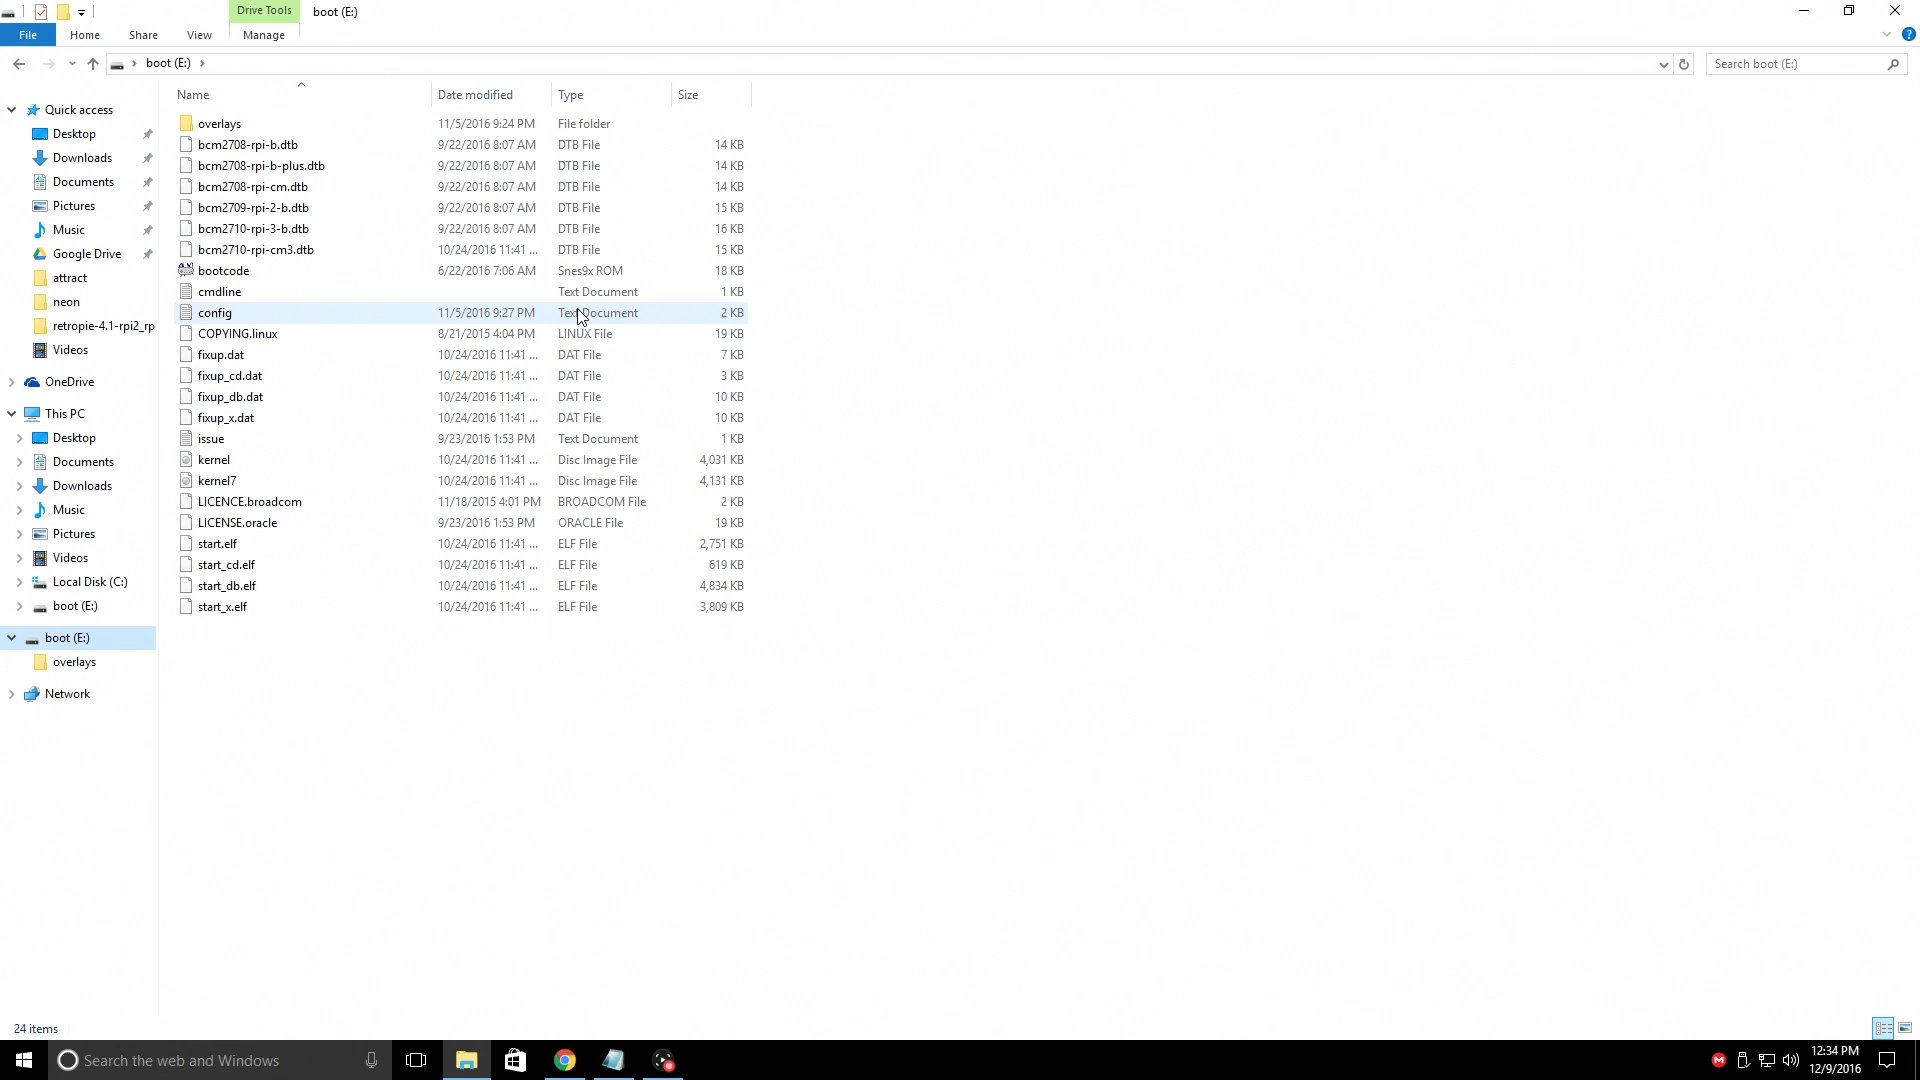 Drive Tools
boot (E:)
File
Home
Share
View
Manage
boot (E:)
Search boot (E:)
Name
Date modified
Type
Size
Quick access
Desktop
Downloads
Documents
Pictures
Music
Google Drive
attract
neon
retropie-4.1-rpi2_rp
Videos
OneDrive
This PC
Desktop
Documents
Downloads
Music
Pictures
Videos
Local Disk (C:)
boot (E:)
boot (E:)
overlays
Network
overlays 11/5/2016 9:24 PM File folder
bcm2708-rpi-b.dtb 9/22/2016 8:07 AM DTB File 14 KB
bcm2708-rpi-b-plus.dtb 9/22/2016 8:07 AM DTB File 14 KB
bcm2708-rpi-cm.dtb 9/22/2016 8:07 AM DTB File 14 KB
bcm2709-rpi-2-b.dtb 9/22/2016 8:07 AM DTB File 15 KB
bcm2710-rpi-3-b.dtb 9/22/2016 8:07 AM DTB File 16 KB
bcm2710-rpi-cm3.dtb 10/24/2016 11:41 ... DTB File 15 KB
bootcode 6/22/2016 7:06 AM Snes9x ROM 18 KB
cmdline Text Document 1 KB
config 11/5/2016 9:27 PM Text Document 2 KB
COPYING.linux 8/21/2015 4:04 PM LINUX File 19 KB
fixup.dat 10/24/2016 11:41 ... DAT File 7 KB
fixup_cd.dat 10/24/2016 11:41 ... DAT File 3 KB
fixup_db.dat 10/24/2016 11:41 ... DAT File 10 KB
fixup_x.dat 10/24/2016 11:41 ... DAT File 10 KB
issue 9/23/2016 1:53 PM Text Document 1 KB
kernel 10/24/2016 11:41 ... Disc Image File 4,031 KB
kernel7 10/24/2016 11:41 ... Disc Image File 4,131 KB
LICENCE.broadcom 11/18/2015 4:01 PM BROADCOM File 2 KB
LICENSE.oracle 9/23/2016 1:53 PM ORACLE File 19 KB
start.elf 10/24/2016 11:41 ... ELF File 2,751 KB
start_cd.elf 10/24/2016 11:41 ... ELF File 619 KB
start_db.elf 10/24/2016 11:41 ... ELF File 4,834 KB
start_x.elf 10/24/2016 11:41 ... ELF File 3,809 KB
24 items
Search the web and Windows
12:34 PM
12/9/2016